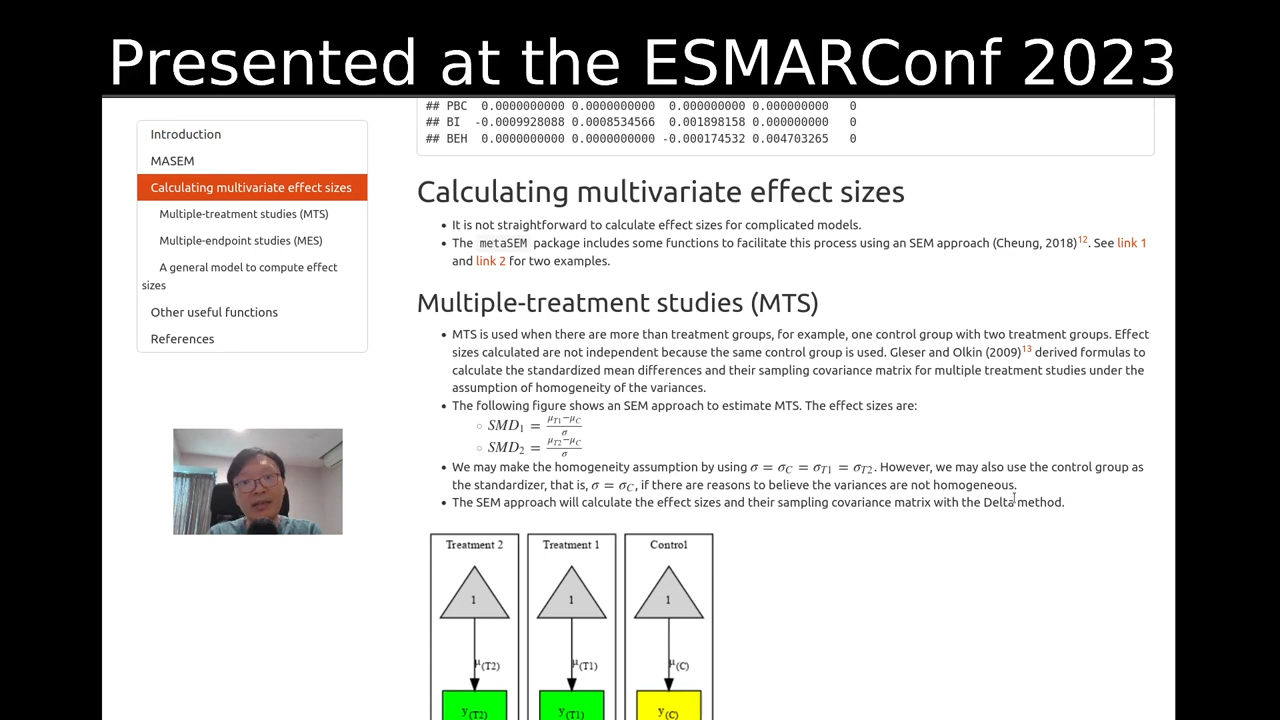 Presented at the ESMARConf 2023
## PBC 0.0000000000 0.0000000000 0.000000000 0.000000000 0
## BI -0.0009928088 0.0008534566 0.001898158 0.000000000 0
## BEH 0.0000000000 0.0000000000 -0.000174532 0.004703265 0
Introduction
MASEM
Calculating multivariate effect sizes
Multiple-treatment studies (MTS)
Multiple-endpoint studies (MES)
A general model to compute effect
sizes
Other useful functions
References
Calculating multivariate effect sizes
• It is not straightforward to calculate effect sizes for complicated models.
• The metaSEM package includes some functions to facilitate this process using an SEM approach (Cheung, 2018)12. See link 1
and link 2 for two examples.
Multiple-treatment studies (MTS)
• MTS is used when there are more than treatment groups, for example, one control group with two treatment groups. Effect
sizes calculated are not independent because the same control group is used. Gleser and Olkin (2009)13 derived formulas to
calculate the standardized mean differences and their sampling covariance matrix for multiple treatment studies under the
assumption of homogeneity of the variances.
• The following figure shows an SEM approach to estimate MTS. The effect sizes are:
○ SMD1 = μT1−μC / σ
○ SMD2 = μT2−μC / σ
• We may make the homogeneity assumption by using σ = σC = σT1 = σT2. However, we may also use the control group as
the standardizer, that is, σ = σC, if there are reasons to believe the variances are not homogeneous.
• The SEM approach will calculate the effect sizes and their sampling covariance matrix with the Delta method.
Treatment 2 Treatment 1 Control
1 1 1
μ(T2) μ(T1) μ(C)
y(T2) y(T1) y(C)